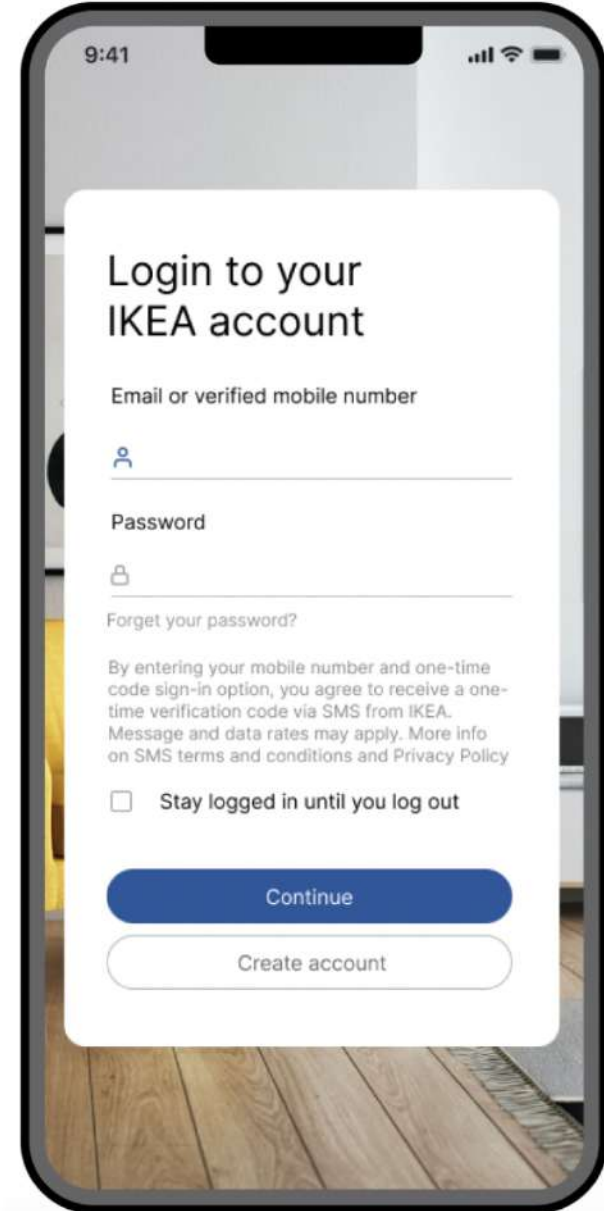 9:41
Login to your
IKEA account
Email or verified mobile number
Password
Forget your password?
By entering your mobile number and one-time
code sign-in option, you agree to receive a one-
time verification code via SMS from IKEA.
Message and data rates may apply. More info
on SMS terms and conditions and Privacy Policy
Stay logged in until you log out
Continue
Create account